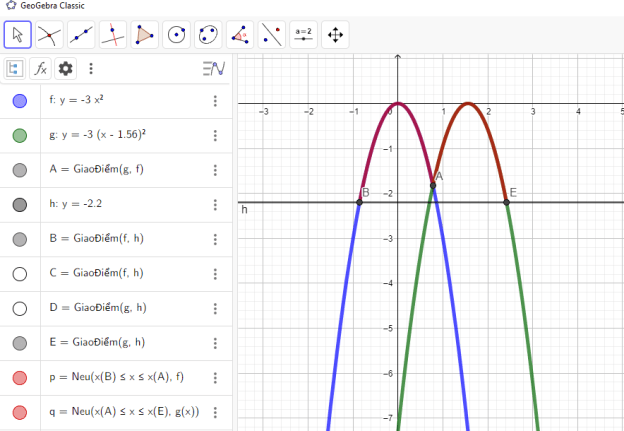 GeoGebra Classic
a=2
f: y = -3 x²
g: y = -3 (x - 1.56)²
A = GiaoĐiểm(g, f)
h: y = -2.2
B = GiaoĐiểm(f, h)
C = GiaoĐiểm(f, h)
D = GiaoĐiểm(g, h)
E = GiaoĐiểm(g, h)
p = Neu(x(B) ≤ x ≤ x(A), f)
q = Neu(x(A) ≤ x ≤ x(E), g(x))
−3 −2 −1 0 1 2 3 4 5
−1
A
B E
−2
h
−3
−4
−5
−6
−7